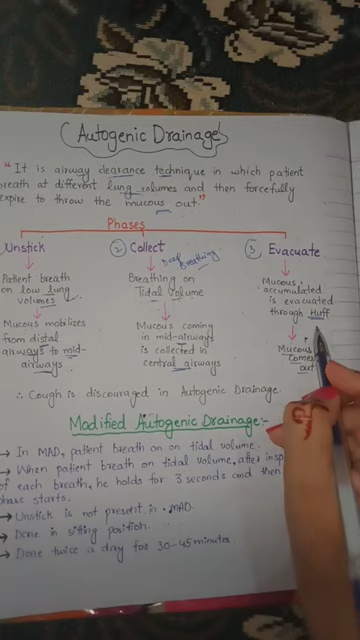 Autogenic Drainage
"It is airway clearance technique in which patient
breath at different lung volumes and then forcefully
expire to throw the mucous out"
Phases
Unstick
Patient breath
on low lung
volumes
Mucous mobilizes
from distal
airways to mid-
airways
② Collect
Deep Breathing
Breathing on
Tidal volume
Mucous coming
in mid-airways
is collected in
central airways
③ Evacuate
Mucous
accumulated
is evacuated
through Huff
Mucous
comes
out
∴ Cough is discouraged in Autogenic Drainage.
Modified Autogenic Drainage:-
→ In MAD, patient breath on on tidal volume.
→ When patient breath on tidal volume, after insp
of each breath, he holds for 3 seconds and then
phase starts.
→ Unstick is not present in MAD.
→ Done in sitting position.
→ Done twice a day for 30-45 minutes.